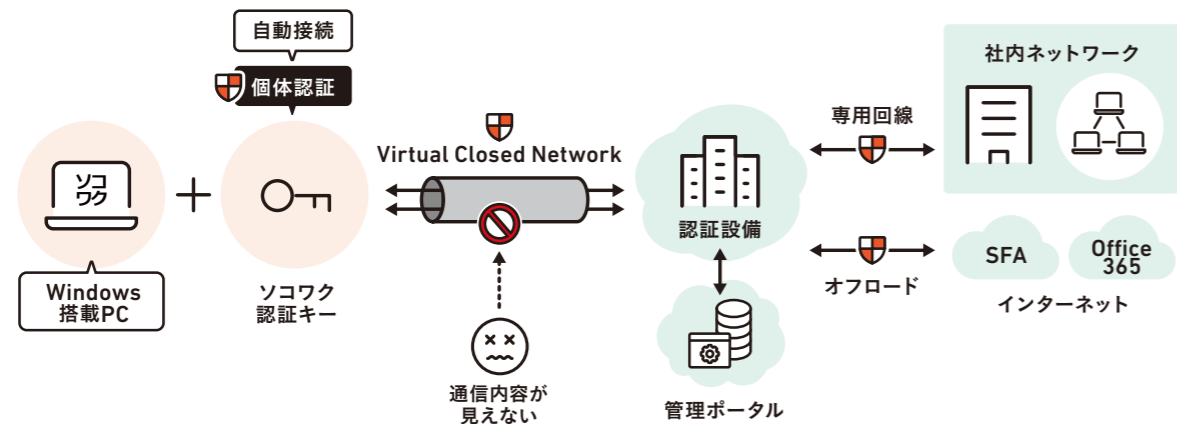 自動接続
個体認証
ソコ
ワク
Windows
搭載PC
ソコワク
認証キー
Virtual Closed Network
通信内容が
見えない
認証設備
管理ポータル
専用回線
オフロード
社内ネットワーク
SFA
Office
365
インターネット